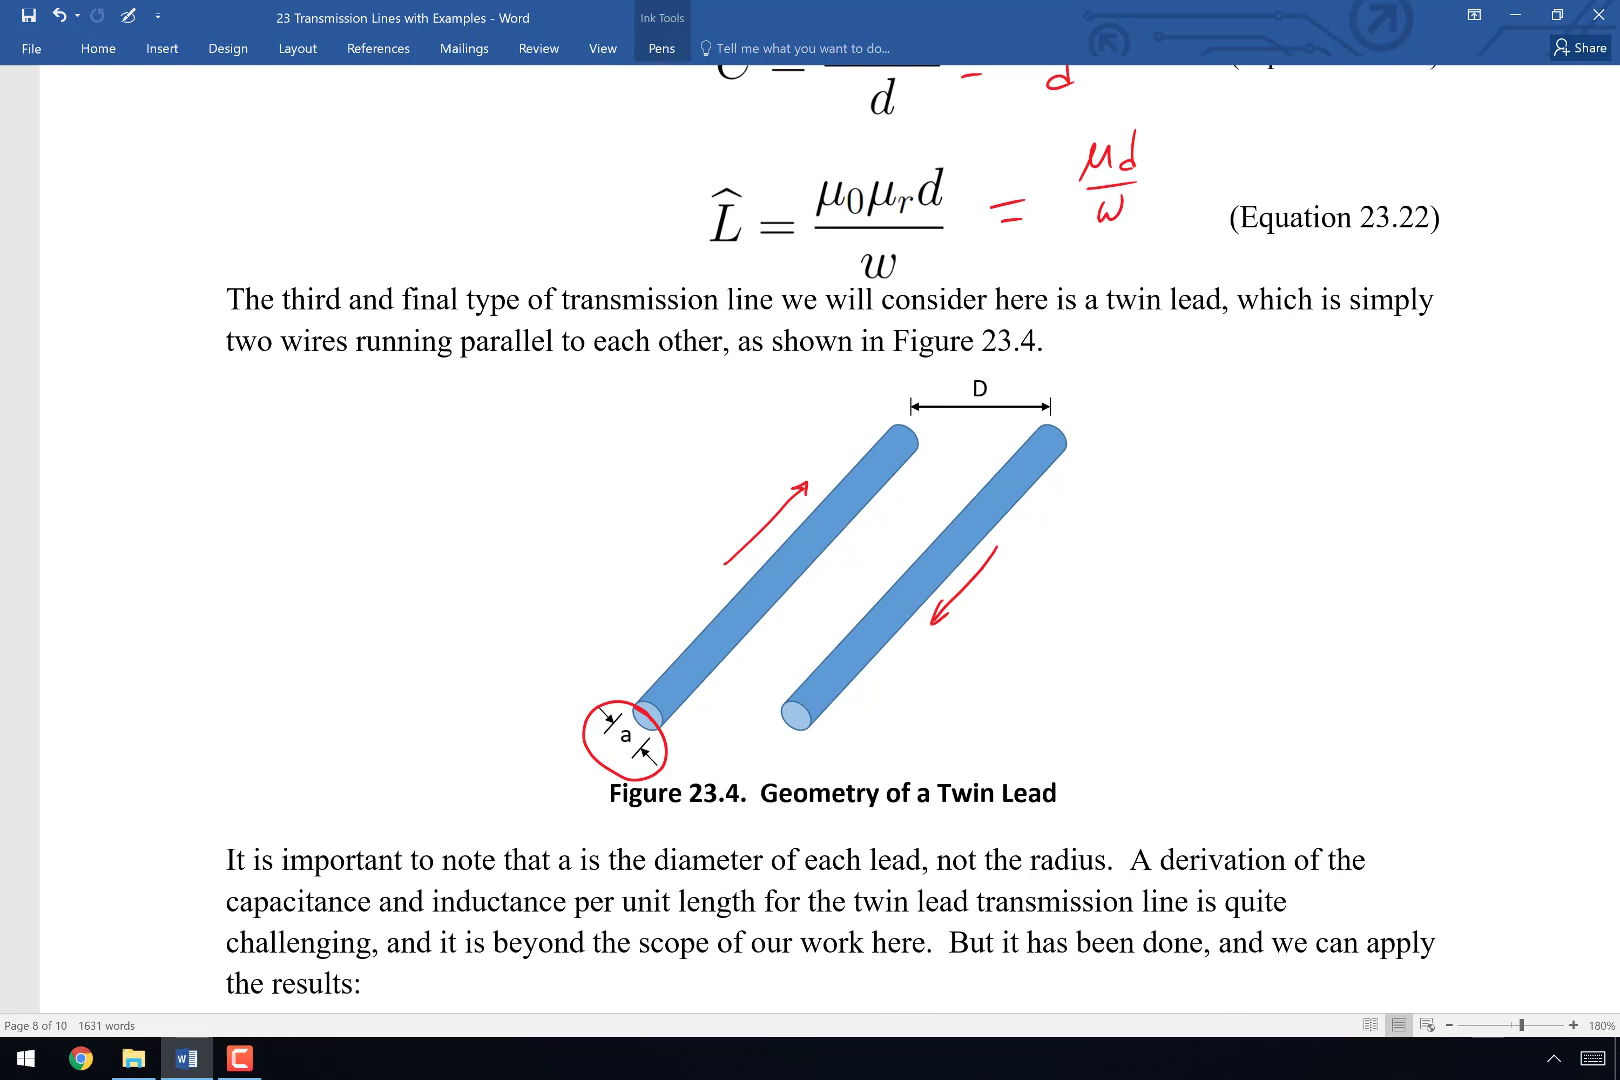 23 Transmission Lines with Examples - Word
Ink Tools
File Home Insert Design Layout References Mailings Review View Pens Tell me what you want to do... Share
d = d
L̂ = μ₀μᵣd / w = μd / w (Equation 23.22)
The third and final type of transmission line we will consider here is a twin lead, which is simply
two wires running parallel to each other, as shown in Figure 23.4.
D
a
Figure 23.4. Geometry of a Twin Lead
It is important to note that a is the diameter of each lead, not the radius. A derivation of the
capacitance and inductance per unit length for the twin lead transmission line is quite
challenging, and it is beyond the scope of our work here. But it has been done, and we can apply
the results:
Page 8 of 10 1631 words
180%